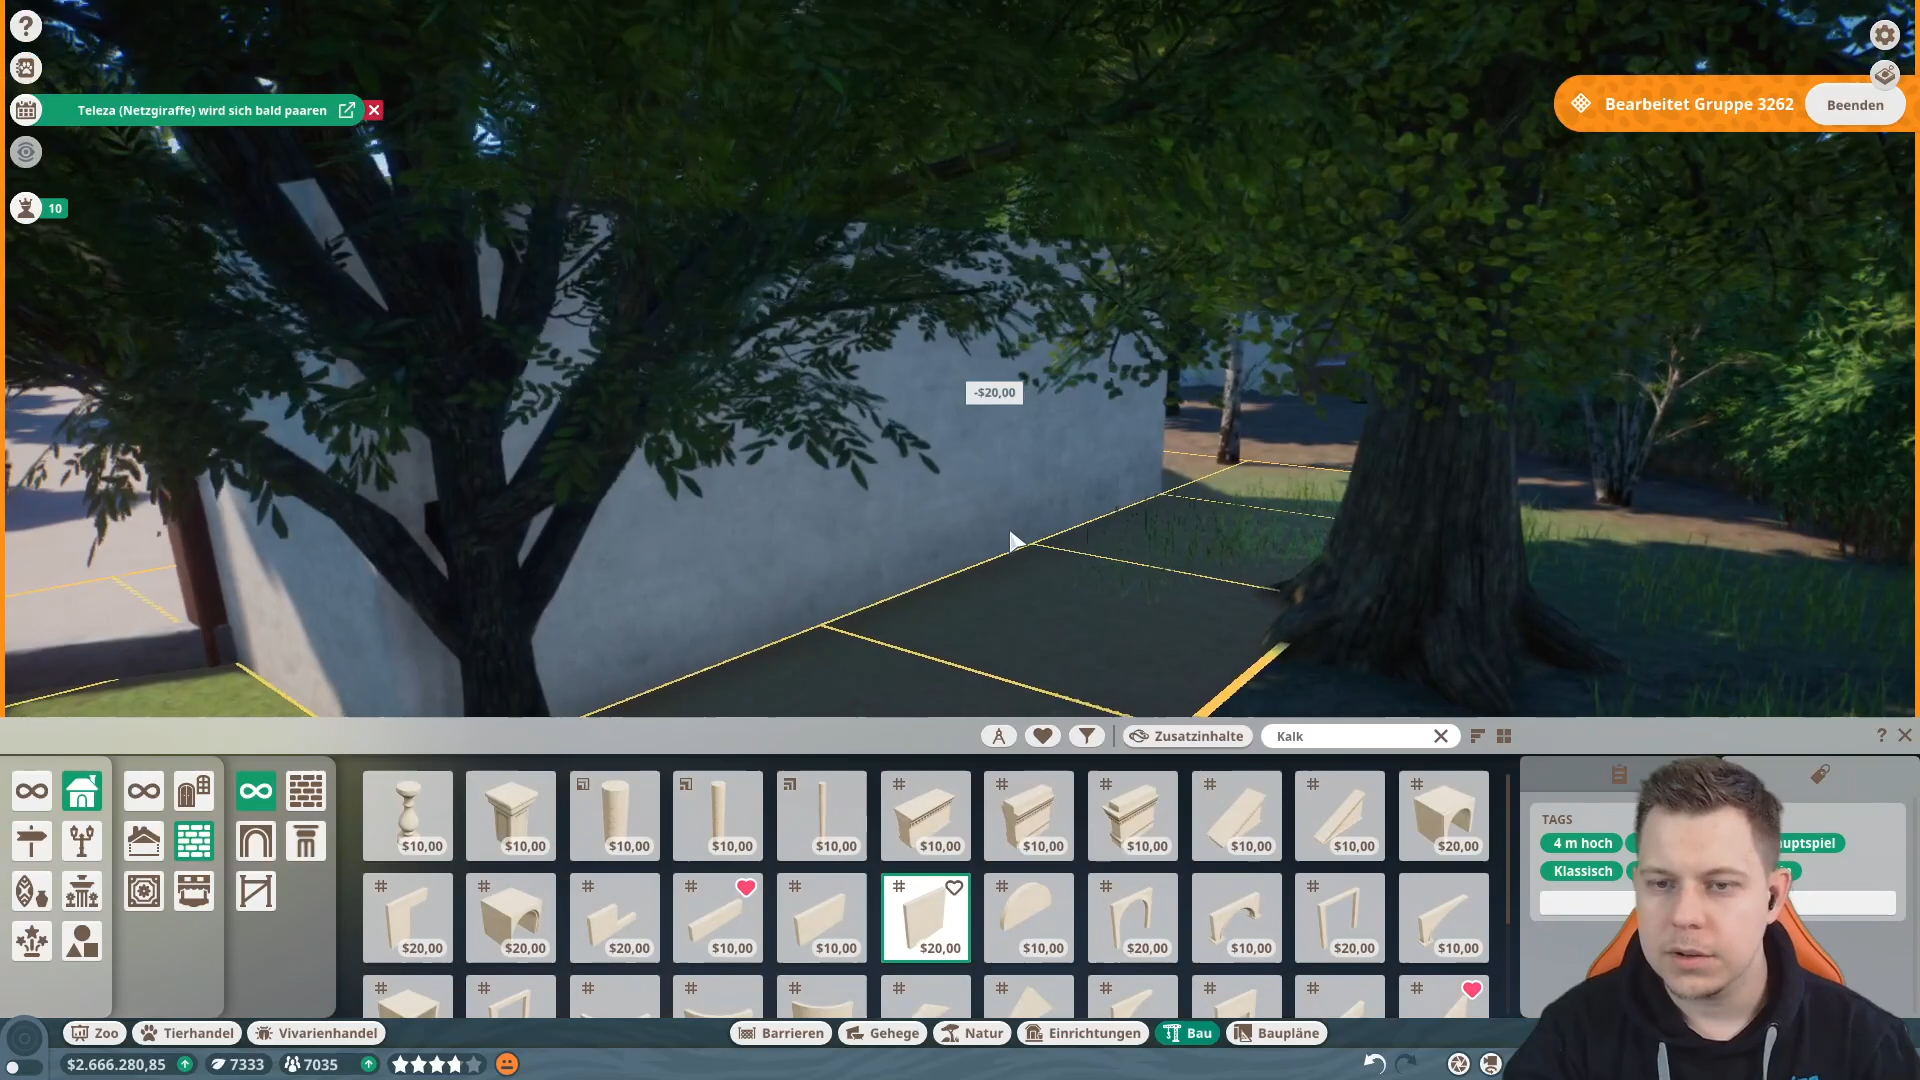 ?
Teleza (Netzgiraffe) wird sich bald paaren
Bearbeitet Gruppe 3262
Beenden
10
-$20,00
Zusatzinhalte
Kalk
?
$10,00 $10,00 $10,00 $10,00 $10,00 $10,00 $10,00 $10,00 $10,00 $10,00 $20,00
$20,00 $20,00 $20,00 $10,00 $10,00 $20,00 $10,00 $20,00 $10,00 $20,00 $10,00
TAGS
4 m hoch
Klassisch
Zoo
Tierhandel
Vivarienhandel
Barrieren
Gehege
Natur
Einrichtungen
Bau
Baupläne
$2.666.280,85
7333
7035